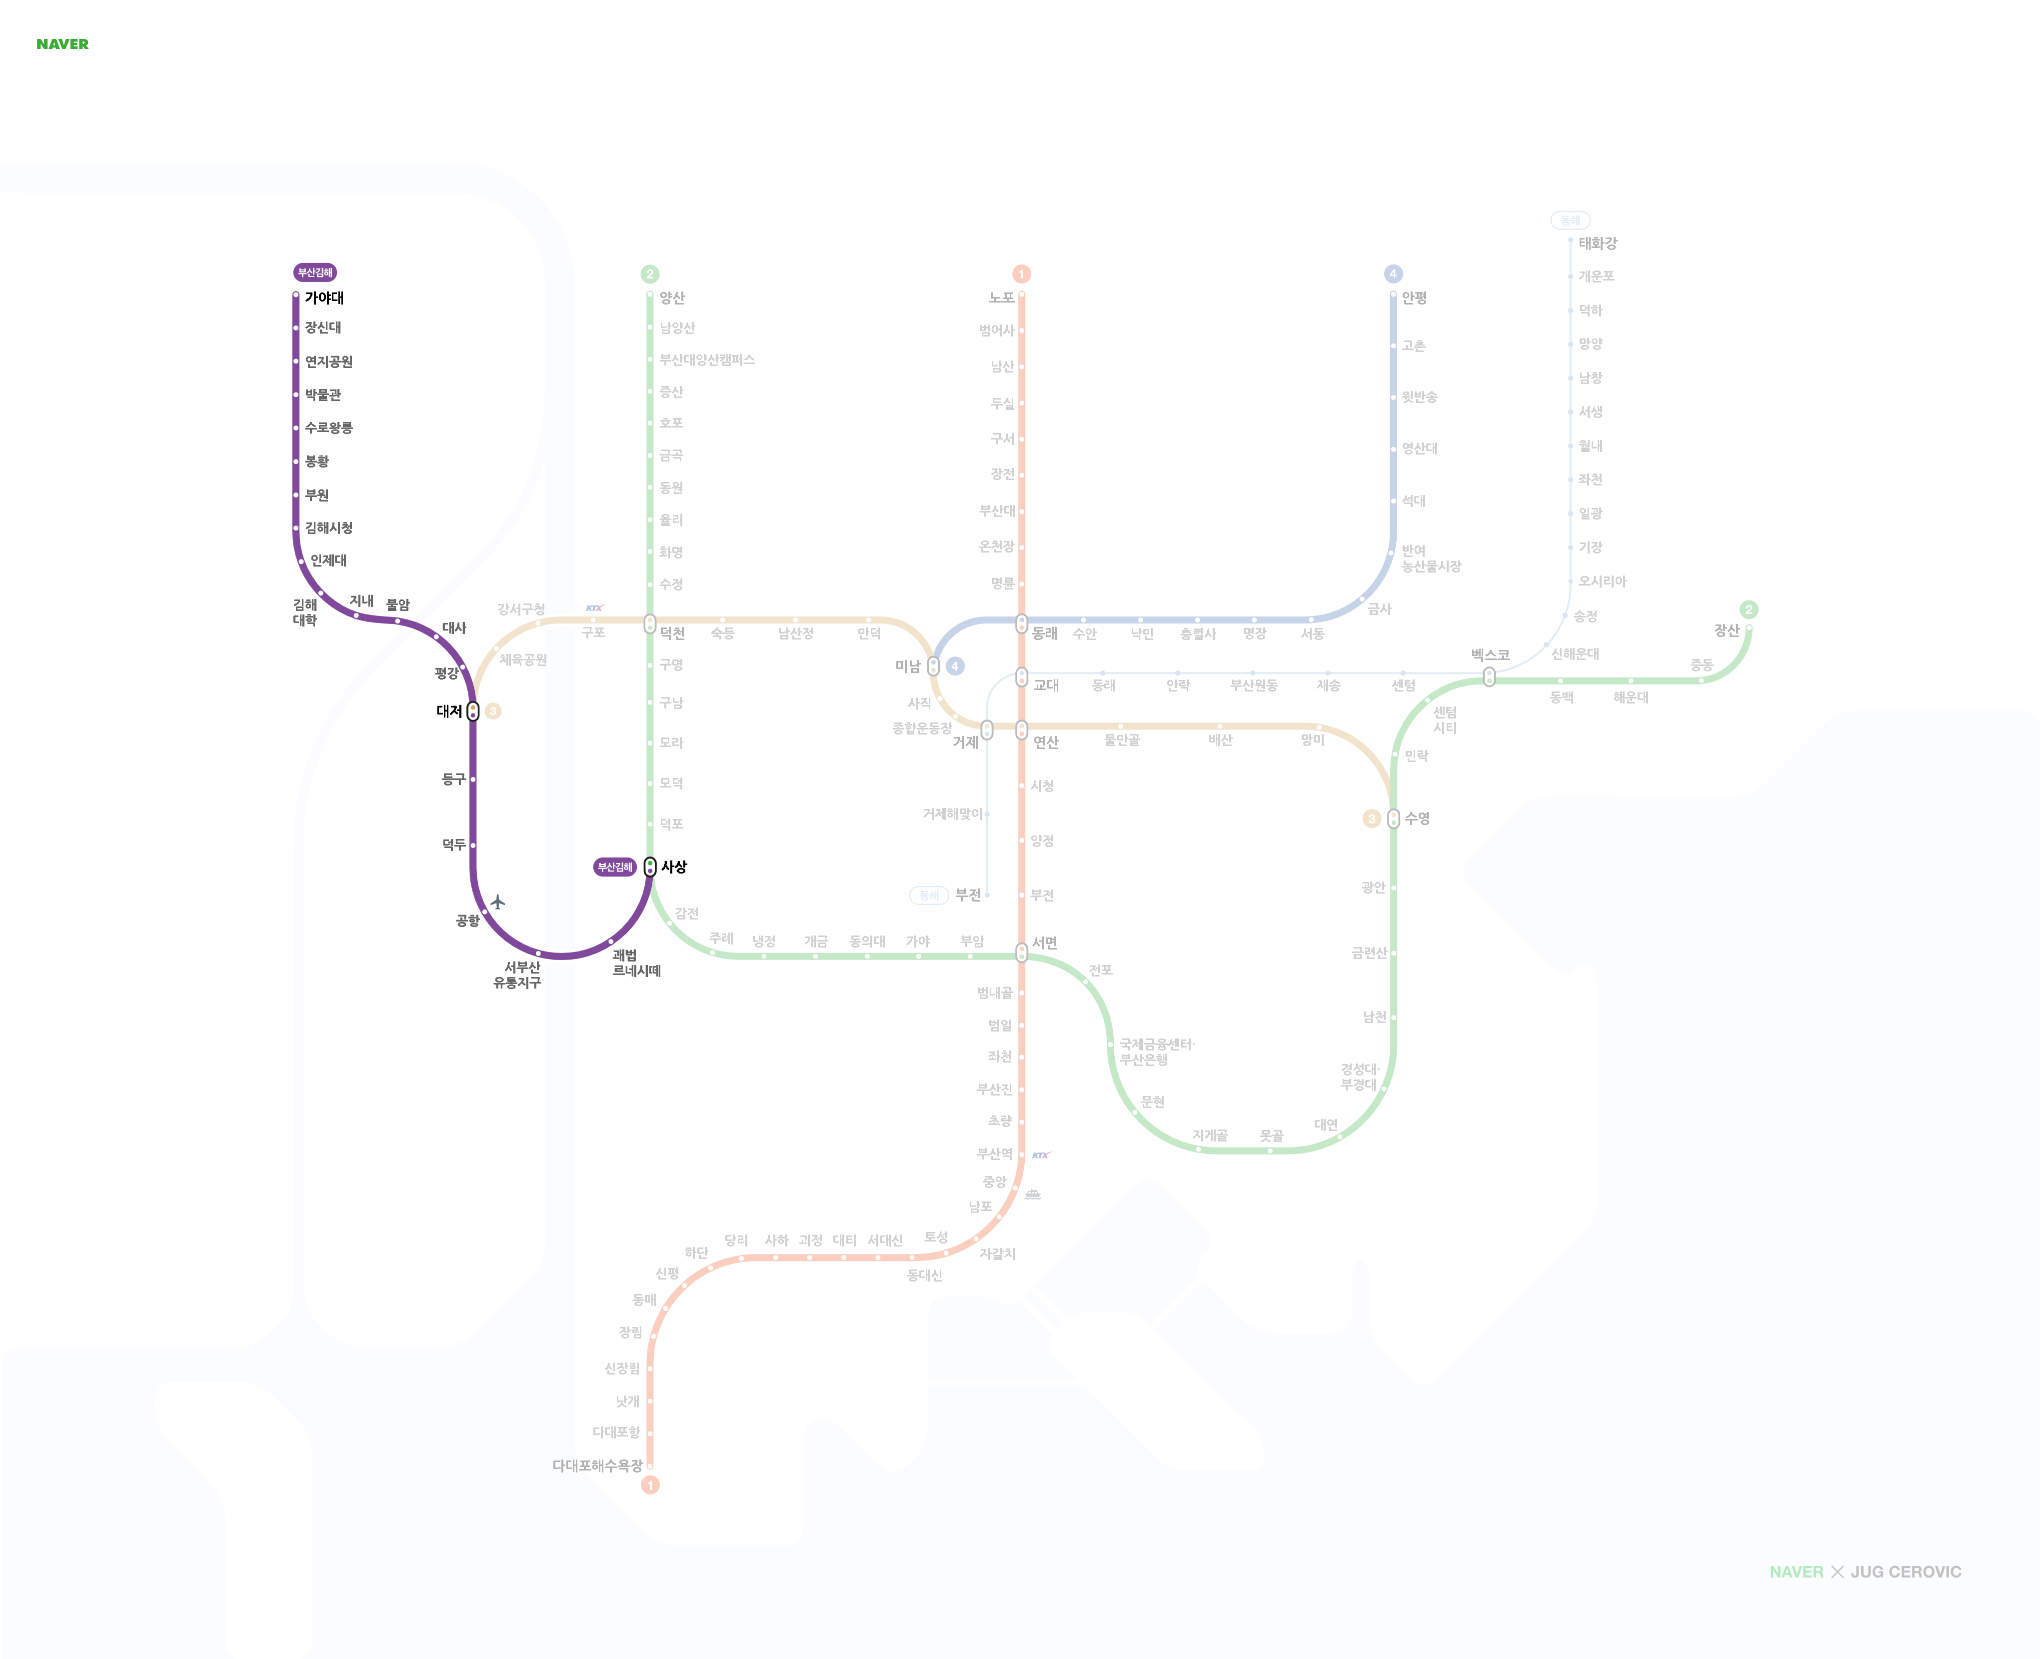 NAVER
부산김해
가야대
장신대
연지공원
박물관
수로왕릉
봉황
부원
김해시청
인제대
김해
대학
지내
불암
대사
평강
대저
3
등구
덕두
공항
서부산
유통지구
괘법
르네시떼
부산김해
사상
2
양산
남양산
부산대양산캠퍼스
증산
호포
금곡
동원
율리
화명
수정
덕천
구명
구남
모라
모덕
덕포
감전
주례
냉정
개금
동의대
가야
부암
서면
전포
국제금융센터·
부산은행
문현
지게골
못골
대연
경성대·
부경대
남천
금련산
광안
수영
3
민락
센텀
시티
벡스코
동백
해운대
중동
장산
2
강서구청
체육공원
KTX
구포
숙등
남산정
만덕
미남
4
사직
종합운동장
거제
연산
물만골
배산
망미
1
노포
범어사
남산
두실
구서
장전
부산대
온천장
명륜
동래
교대
시청
양정
부전
범내골
범일
좌천
부산진
초량
부산역
KTX
중앙
남포
자갈치
토성
동대신
서대신
대티
괴정
사하
당리
하단
신평
동매
장림
신장림
낫개
다대포항
다대포해수욕장
1
4
안평
고촌
윗반송
영산대
석대
반여
농산물시장
금사
서동
명장
충렬사
낙민
수안
동해
태화강
개운포
덕하
망양
남창
서생
월내
좌천
일광
기장
오시리아
송정
신해운대
센텀
재송
부산원동
안락
동래
거제해맞이
동해
부전
NAVER × JUG CEROVIC